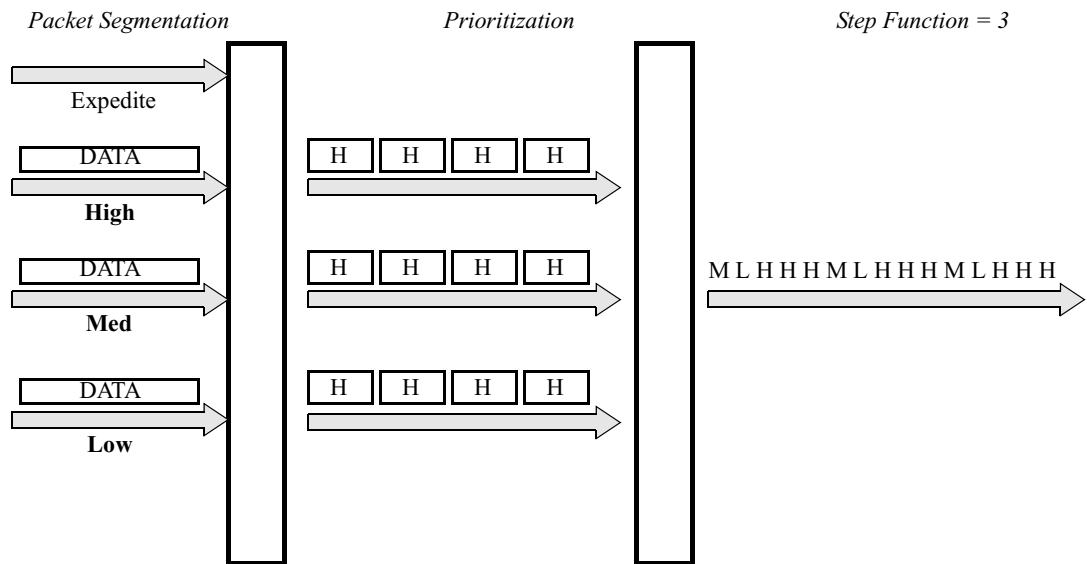 Packet Segmentation Prioritization Step Function = 3
Expedite
DATA H H H H
High
DATA H H H H
M L H H H M L H H H M L H H H
Med
DATA H H H H
Low